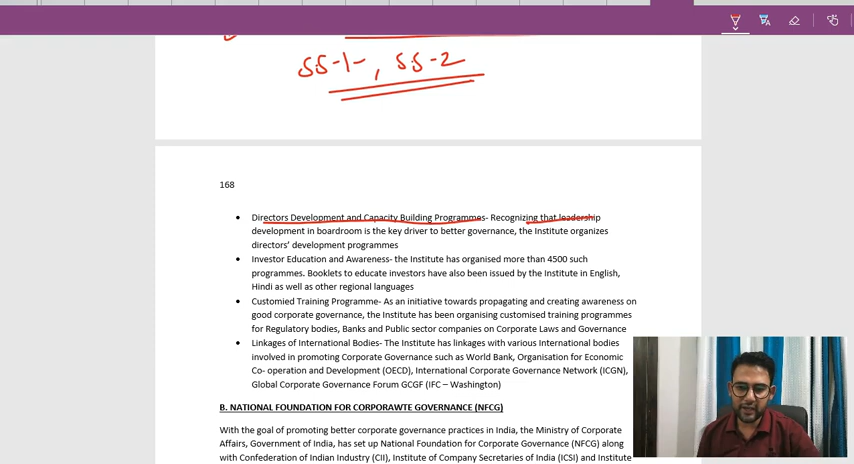 SS-1-, SS-2
168
• Directors Development and Capacity Building Programmes- Recognizing that leadership
development in boardroom is the key driver to better governance, the Institute organizes
directors' development programmes
• Investor Education and Awareness- the Institute has organised more than 4500 such
programmes. Booklets to educate investors have also been issued by the Institute in English,
Hindi as well as other regional languages
• Customied Training Programme- As an initiative towards propagating and creating awareness on
good corporate governance, the Institute has been organising customised training programmes
for Regulatory bodies, Banks and Public sector companies on Corporate Laws and Governance
• Linkages of International Bodies- The Institute has linkages with various International bodies
involved in promoting Corporate Governance such as World Bank, Organisation for Economic
Co- operation and Development (OECD), International Corporate Governance Network (ICGN),
Global Corporate Governance Forum GCGF (IFC – Washington)
B. NATIONAL FOUNDATION FOR CORPORAWTE GOVERNANCE (NFCG)
With the goal of promoting better corporate governance practices in India, the Ministry of Corporate
Affairs, Government of India, has set up National Foundation for Corporate Governance (NFCG) along
with Confederation of Indian Industry (CII), Institute of Company Secretaries of India (ICSI) and Institute